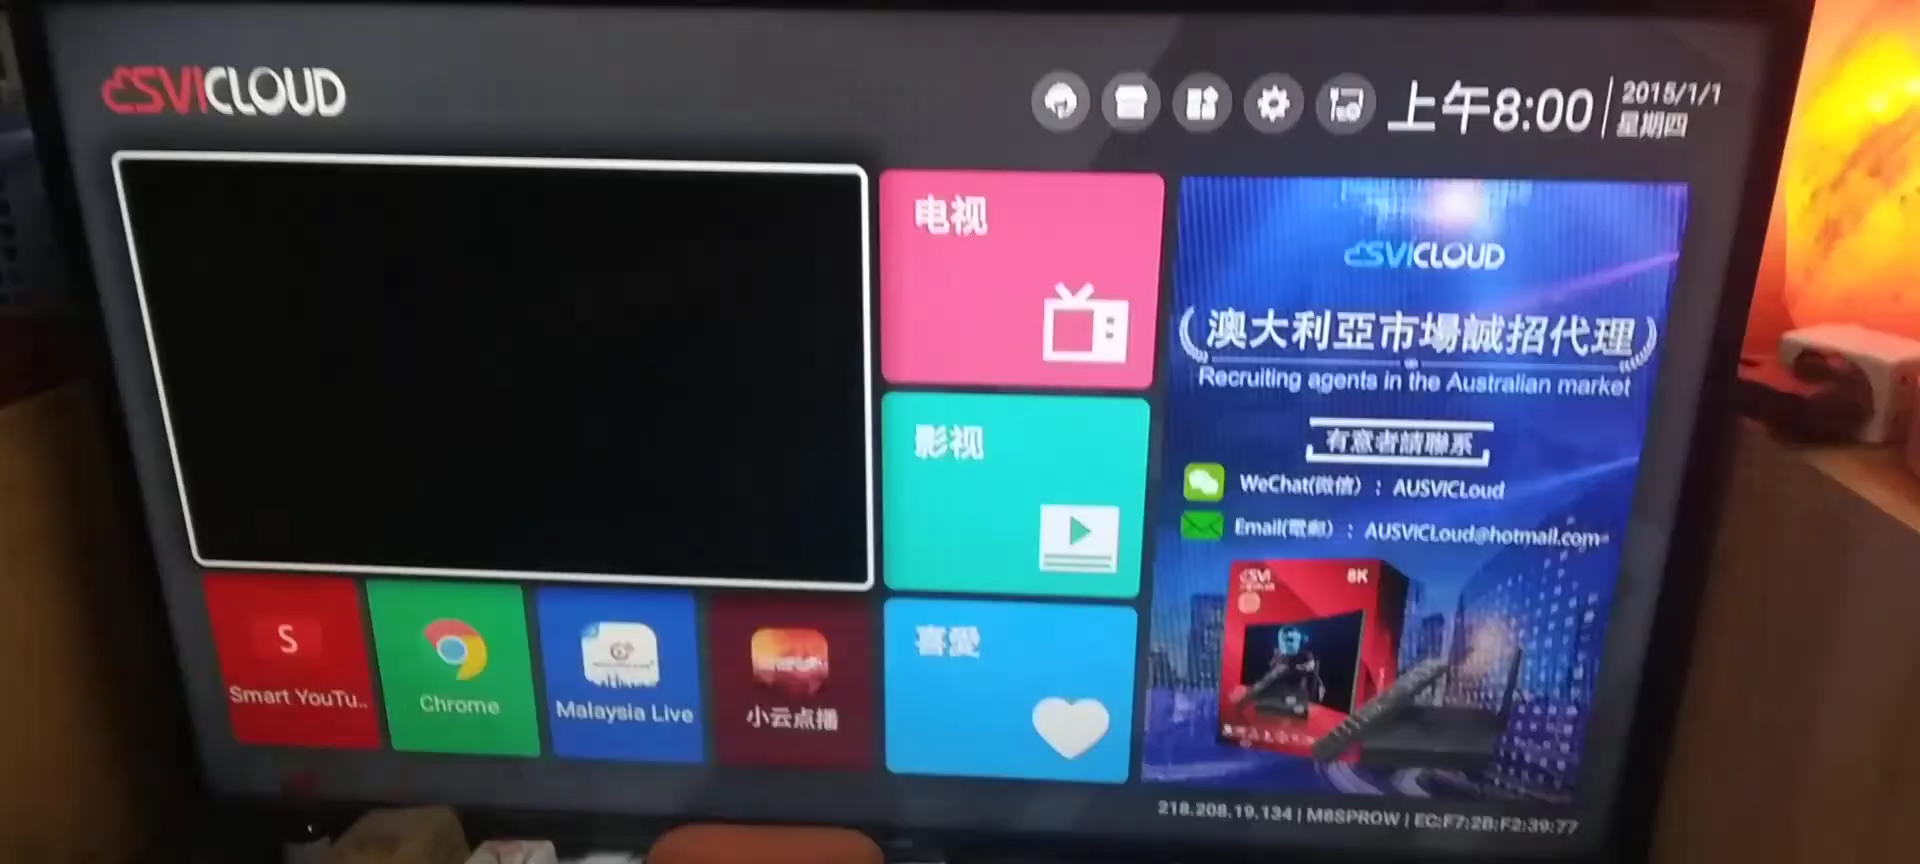 SVICLOUD
上午8:00
2015/1/1
星期四
电视
影视
喜愛
Smart YouTu..
Chrome
Malaysia Live
小云点播
SVICLOUD
澳大利亞市場誠招代理
Recruiting agents in the Australian market
有意者請聯系
WeChat(微信) : AUSVICLoud
Email(電郵) : AUSVICLoud@hotmail.com
SVI
8K
218.208.19.134 | M8SPROW | EC:F7:2B:F2:39:77